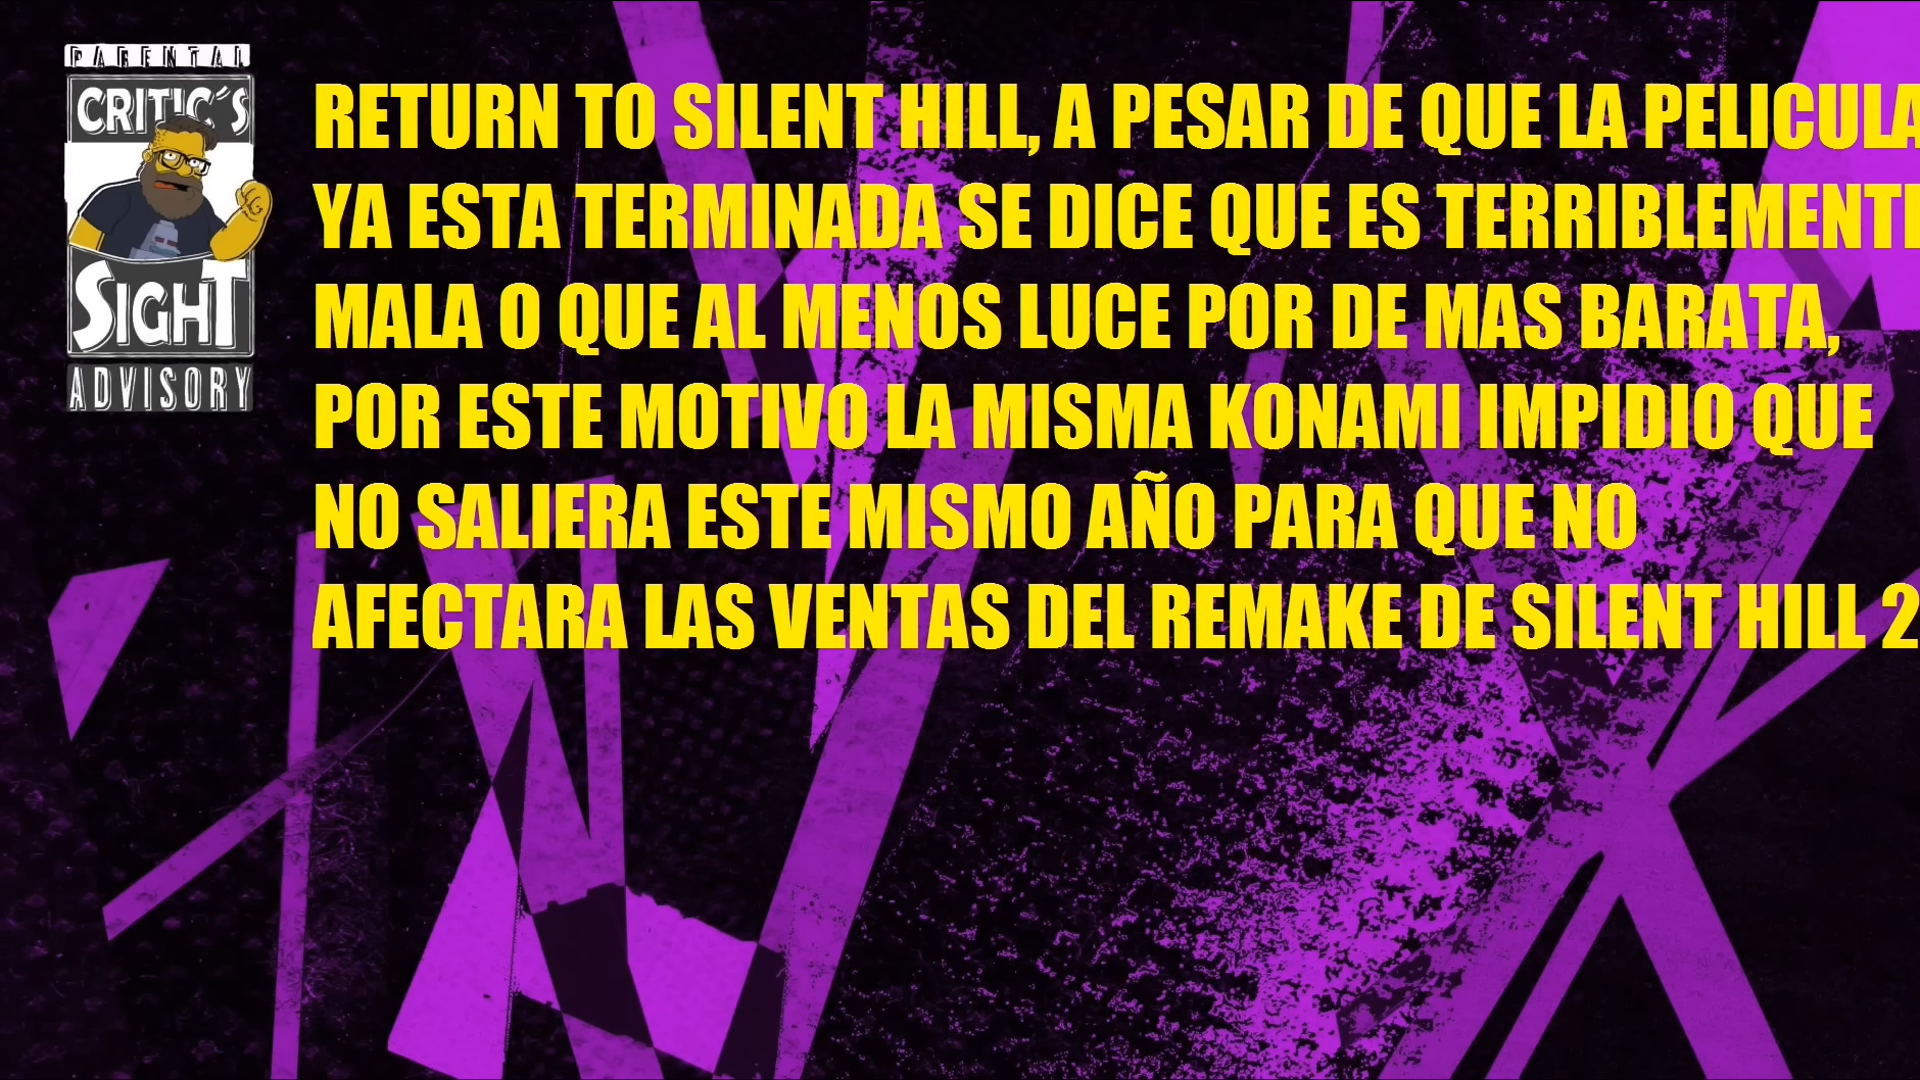 PARENTAL
CRITIC´S
SIGHT
ADVISORY
RETURN TO SILENT HILL, A PESAR DE QUE LA PELICULA
YA ESTA TERMINADA SE DICE QUE ES TERRIBLEMENTE
MALA O QUE AL MENOS LUCE POR DE MAS BARATA,
POR ESTE MOTIVO LA MISMA KONAMI IMPIDIO QUE
NO SALIERA ESTE MISMO AÑO PARA QUE NO
AFECTARA LAS VENTAS DEL REMAKE DE SILENT HILL 2